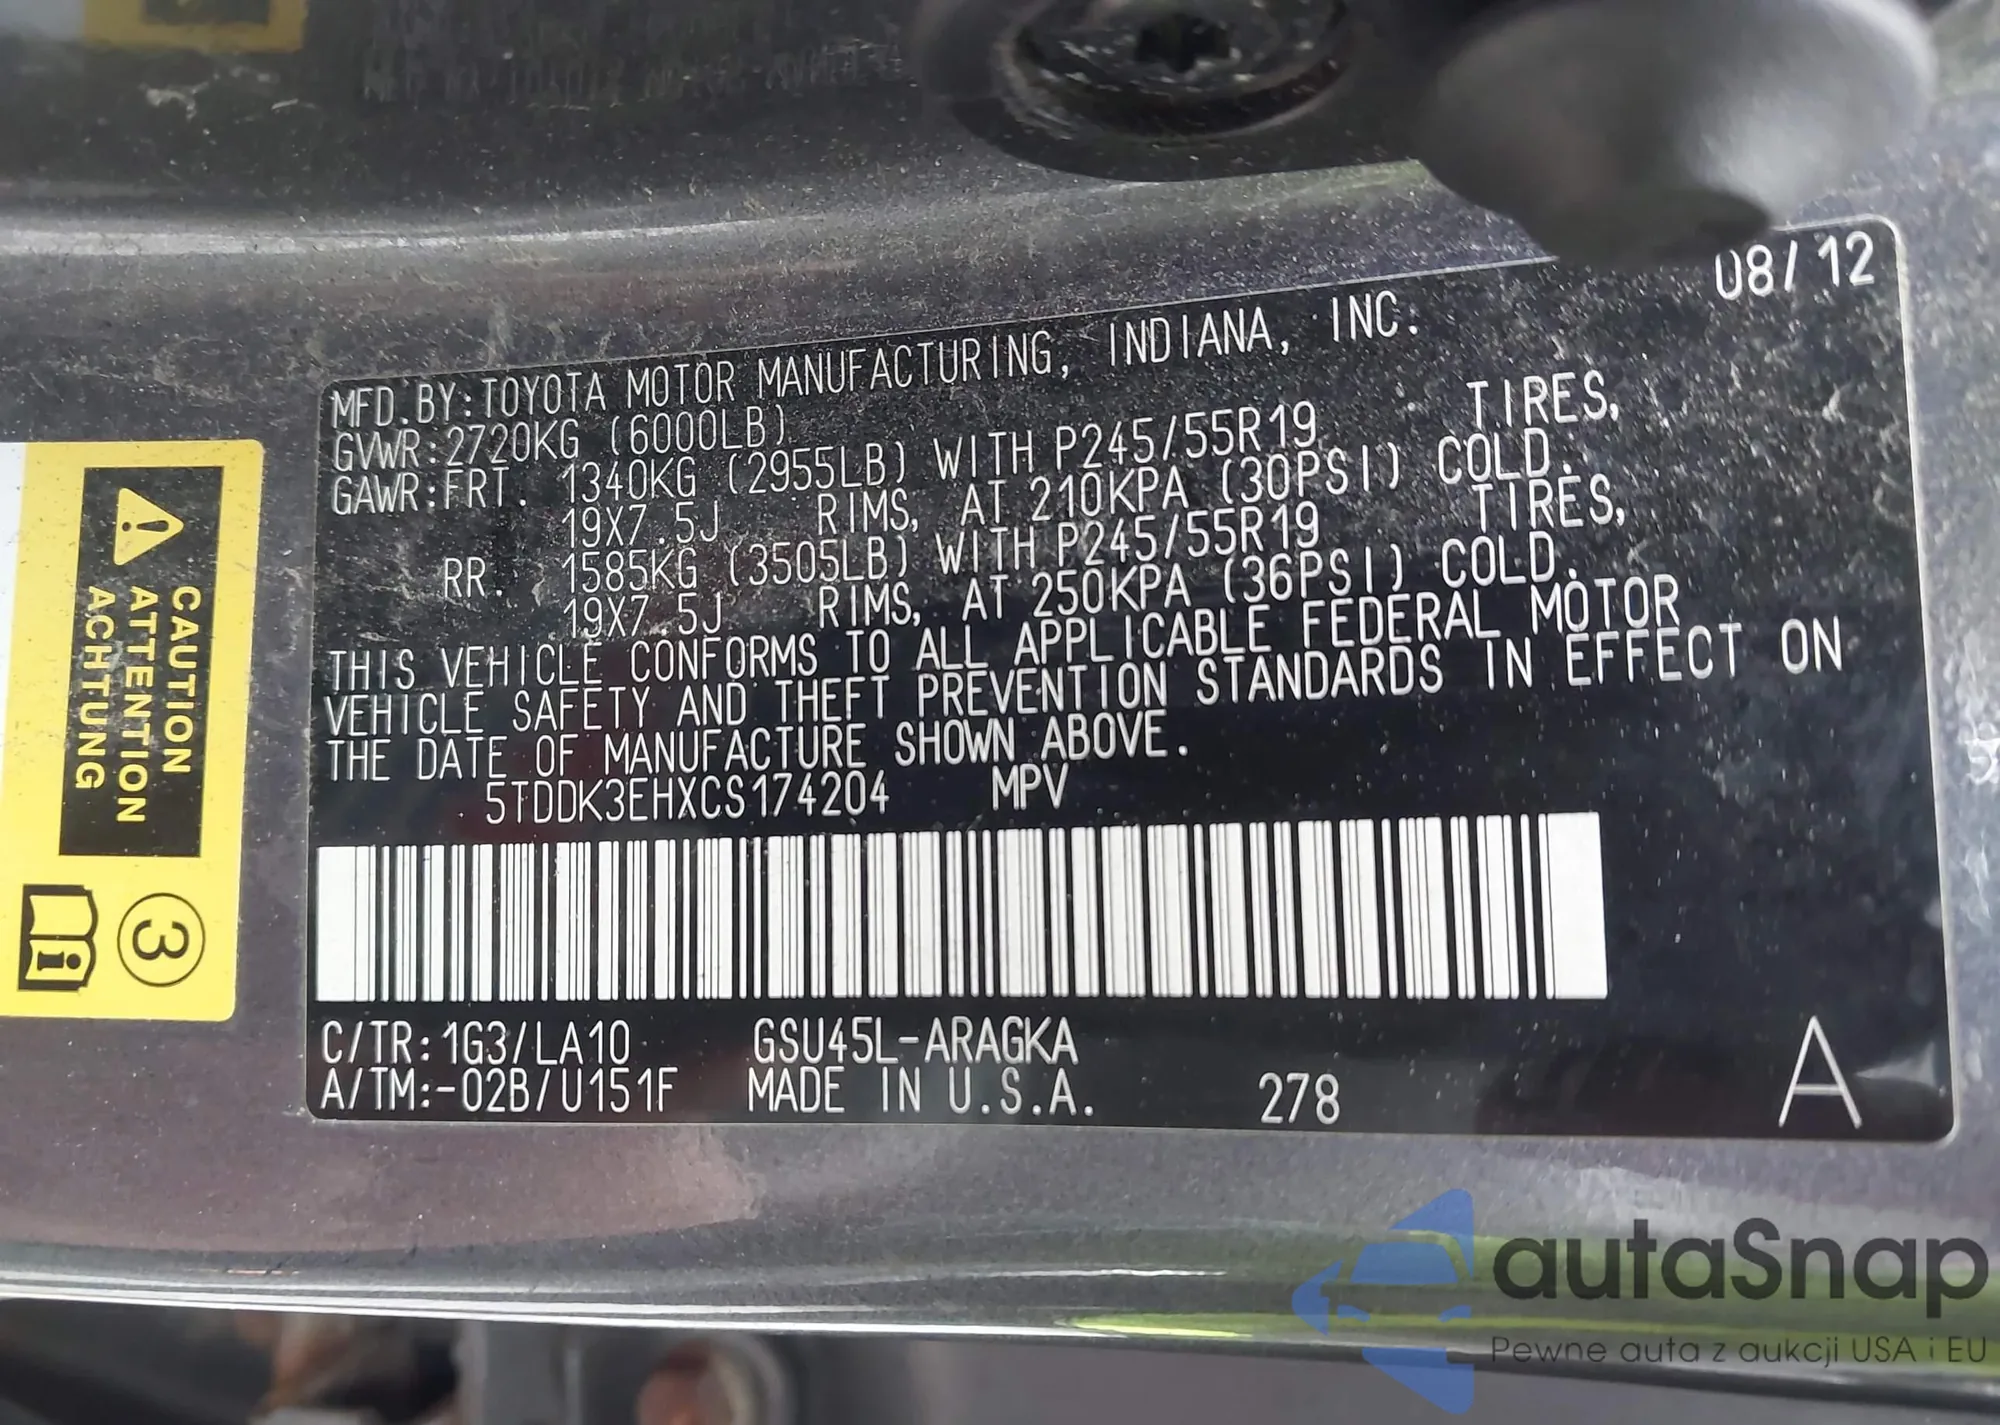 08/12
MFD.BY:TOYOTA MOTOR MANUFACTURING, INDIANA, INC.
GVWR:2720KG (6000LB)
GAWR:FRT. 1340KG (2955LB) WITH P245/55R19 TIRES,
19X7.5J RIMS, AT 210KPA (30PSI) COLD.
RR. 1585KG (3505LB) WITH P245/55R19 TIRES,
19X7.5J RIMS, AT 250KPA (36PSI) COLD.
THIS VEHICLE CONFORMS TO ALL APPLICABLE FEDERAL MOTOR
VEHICLE SAFETY AND THEFT PREVENTION STANDARDS IN EFFECT ON
THE DATE OF MANUFACTURE SHOWN ABOVE.
5TDDK3EHXCS174204 MPV
C/TR:1G3/LA10 GSU45L-ARAGKA
A/TM:-02B/U151F MADE IN U.S.A. 278 A
CAUTION
ATTENTION
ACHTUNG
3
autaSnap
Pewne auta z aukcji USA i EU